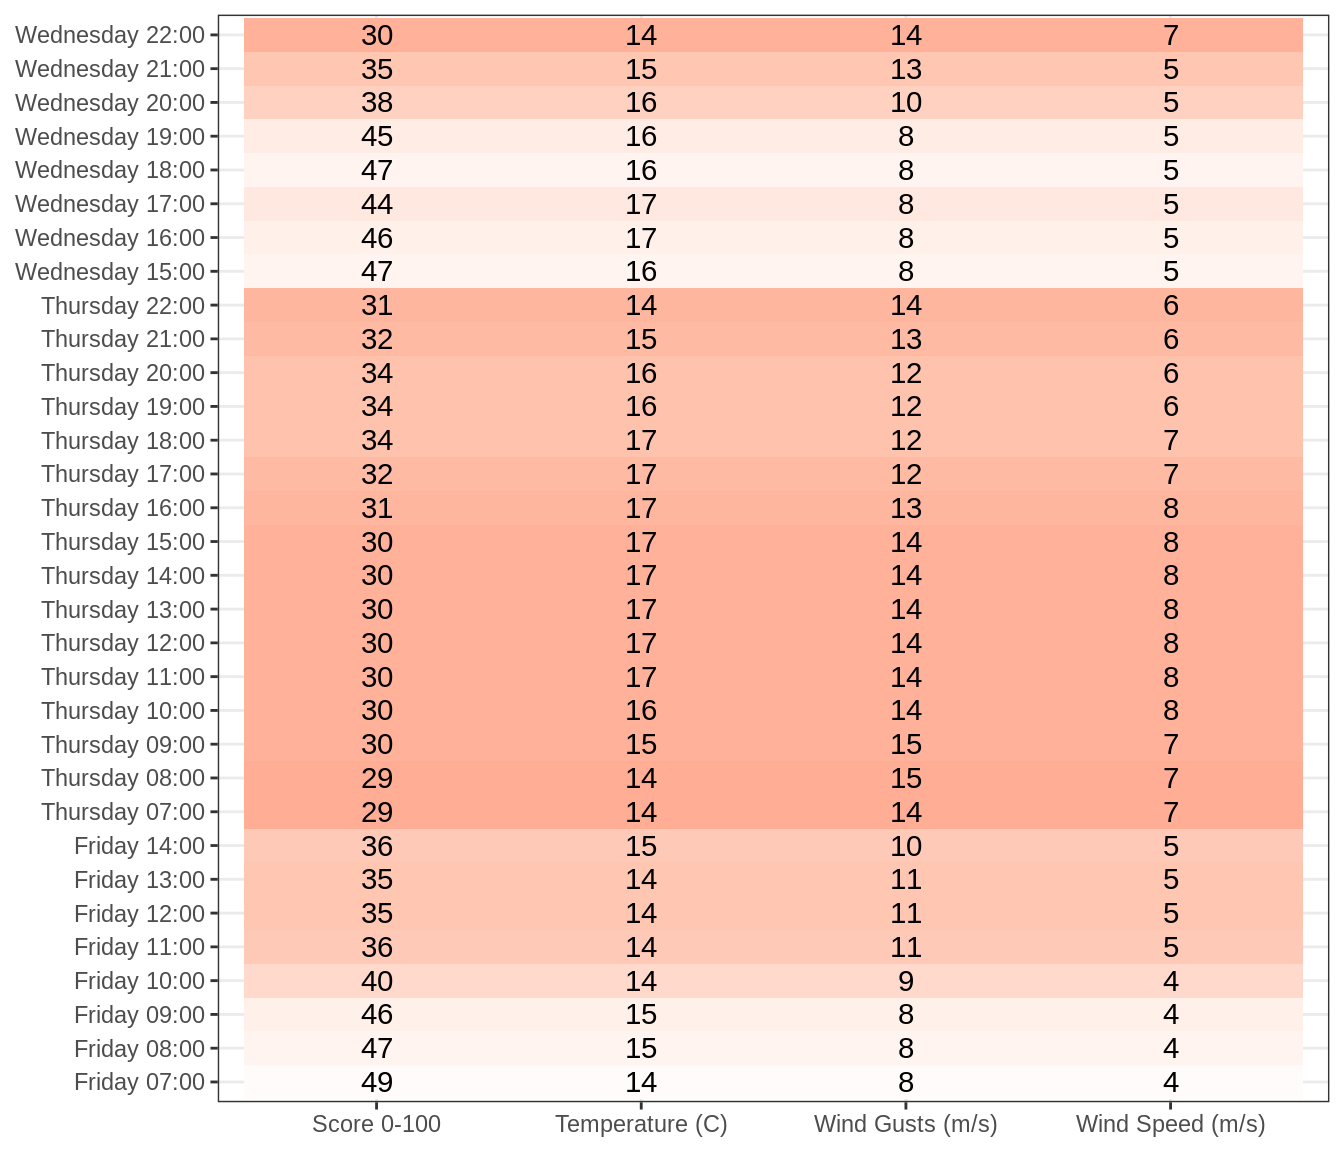 Wednesday 22:00 30 14 14 7
Wednesday 21:00 35 15 13 5
Wednesday 20:00 38 16 10 5
Wednesday 19:00 45 16 8 5
Wednesday 18:00 47 16 8 5
Wednesday 17:00 44 17 8 5
Wednesday 16:00 46 17 8 5
Wednesday 15:00 47 16 8 5
Thursday 22:00 31 14 14 6
Thursday 21:00 32 15 13 6
Thursday 20:00 34 16 12 6
Thursday 19:00 34 16 12 6
Thursday 18:00 34 17 12 7
Thursday 17:00 32 17 12 7
Thursday 16:00 31 17 13 8
Thursday 15:00 30 17 14 8
Thursday 14:00 30 17 14 8
Thursday 13:00 30 17 14 8
Thursday 12:00 30 17 14 8
Thursday 11:00 30 17 14 8
Thursday 10:00 30 16 14 8
Thursday 09:00 30 15 15 7
Thursday 08:00 29 14 15 7
Thursday 07:00 29 14 14 7
Friday 14:00 36 15 10 5
Friday 13:00 35 14 11 5
Friday 12:00 35 14 11 5
Friday 11:00 36 14 11 5
Friday 10:00 40 14 9 4
Friday 09:00 46 15 8 4
Friday 08:00 47 15 8 4
Friday 07:00 49 14 8 4
Score 0-100 Temperature (C) Wind Gusts (m/s) Wind Speed (m/s)